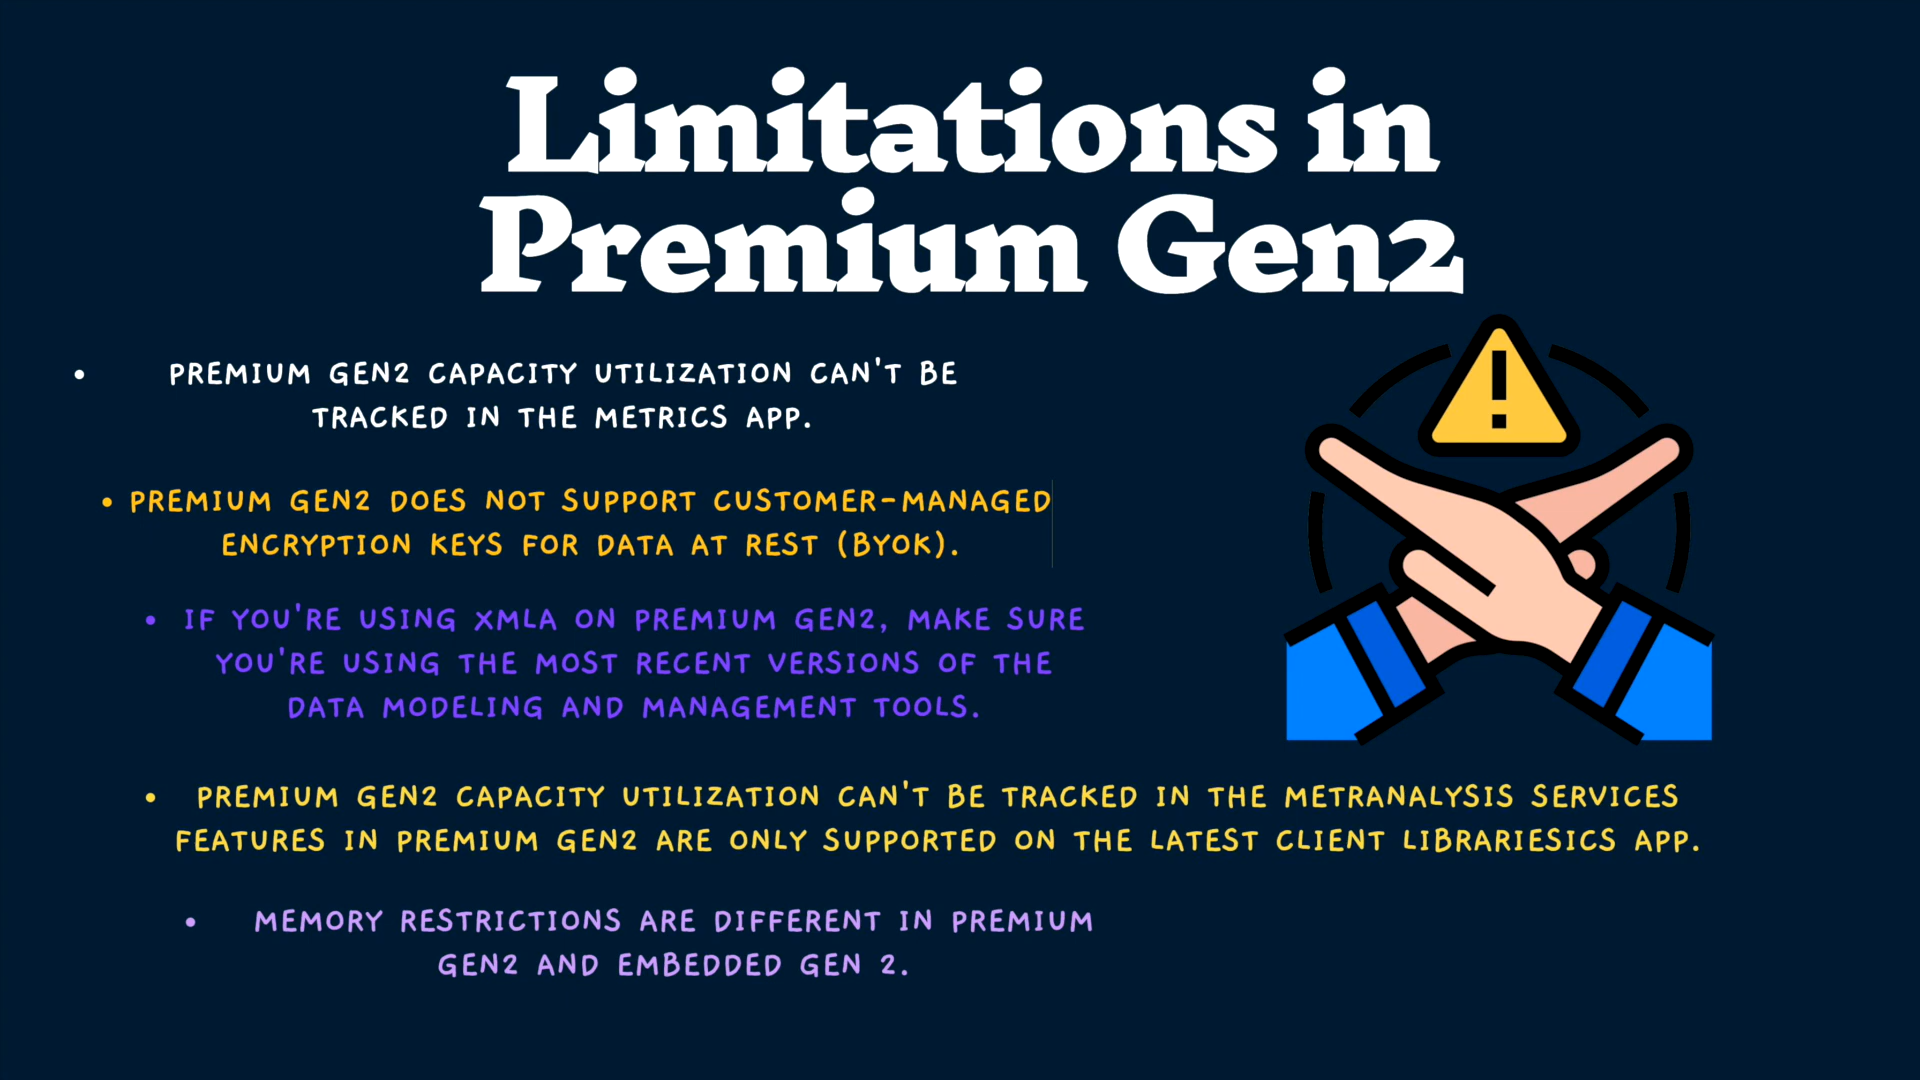 Limitations in
Premium Gen2
• PREMIUM GEN2 CAPACITY UTILIZATION CAN'T BE
TRACKED IN THE METRICS APP.
• PREMIUM GEN2 DOES NOT SUPPORT CUSTOMER-MANAGED
ENCRYPTION KEYS FOR DATA AT REST (BYOK).
• IF YOU'RE USING XMLA ON PREMIUM GEN2, MAKE SURE
YOU'RE USING THE MOST RECENT VERSIONS OF THE
DATA MODELING AND MANAGEMENT TOOLS.
• PREMIUM GEN2 CAPACITY UTILIZATION CAN'T BE TRACKED IN THE METRANALYSIS SERVICES
FEATURES IN PREMIUM GEN2 ARE ONLY SUPPORTED ON THE LATEST CLIENT LIBRARIESICS APP.
• MEMORY RESTRICTIONS ARE DIFFERENT IN PREMIUM
GEN2 AND EMBEDDED GEN 2.